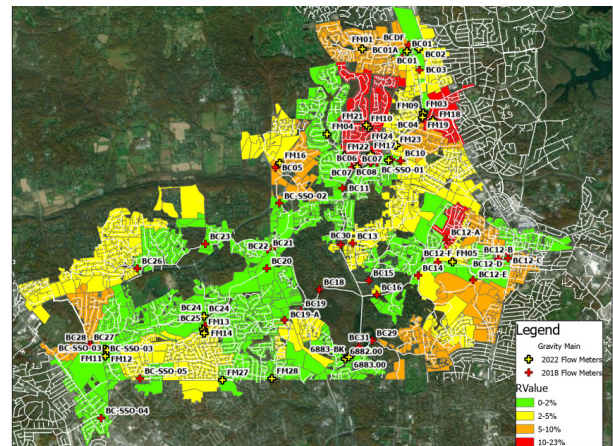 FM01
BCDF
BC01
BC01A
BC02
BC01
BC03
FM09
FM03
FM21
FM10
FM18
FM04
BC04
FM19
FM24
FM23
FM22
FM17
FM16
BC06
BC07
BC10
BC05
BC07
BC08
BC-SSO-01
BC11
BC-SSO-02
BC12-A
BC23
BC30
BC13
BC22
BC21
BC12-B
BC12-F
FM05
BC12-D
BC12-C
BC26
BC20
BC14
BC12-E
BC15
BC18
BC16
BC24
BC24
BC19
BC25
FM13
BC19-A
FM14
BC28
BC27
BC31
BC29
BC-SSO-03
BC-SSO-03
6883-BK
6882.00
FM11
FM12
6883.00
BC-SSO-05
FM27
FM28
BC-SSO-04
Legend
Gravity Main
2022 Flow Meters
2018 Flow Meters
RValue
0-2%
2-5%
5-10%
10-23%